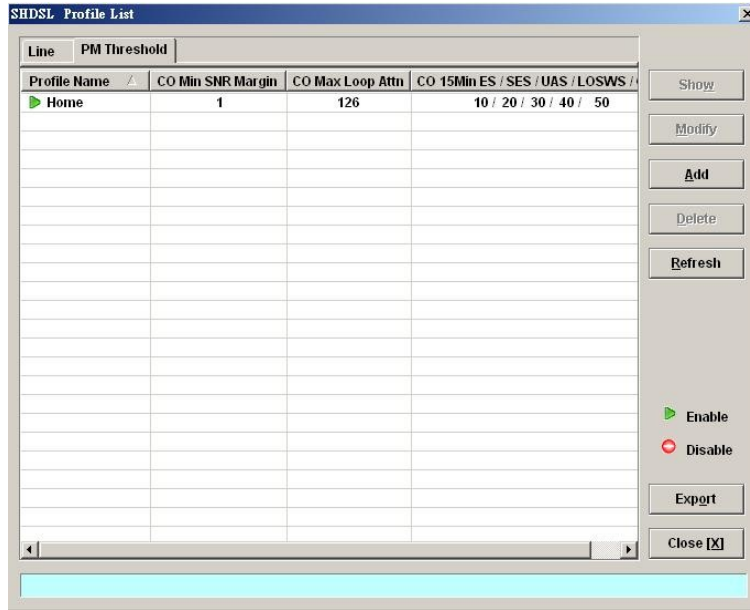 SHDSL Profile List
Line PM Threshold
Profile Name CO Min SNR Margin CO Max Loop Attn CO 15Min ES / SES / UAS / LOSWS /
Home 1 126 10 / 20 / 30 / 40 / 50
Show
Modify
Add
Delete
Refresh
Enable
Disable
Export
Close [X]